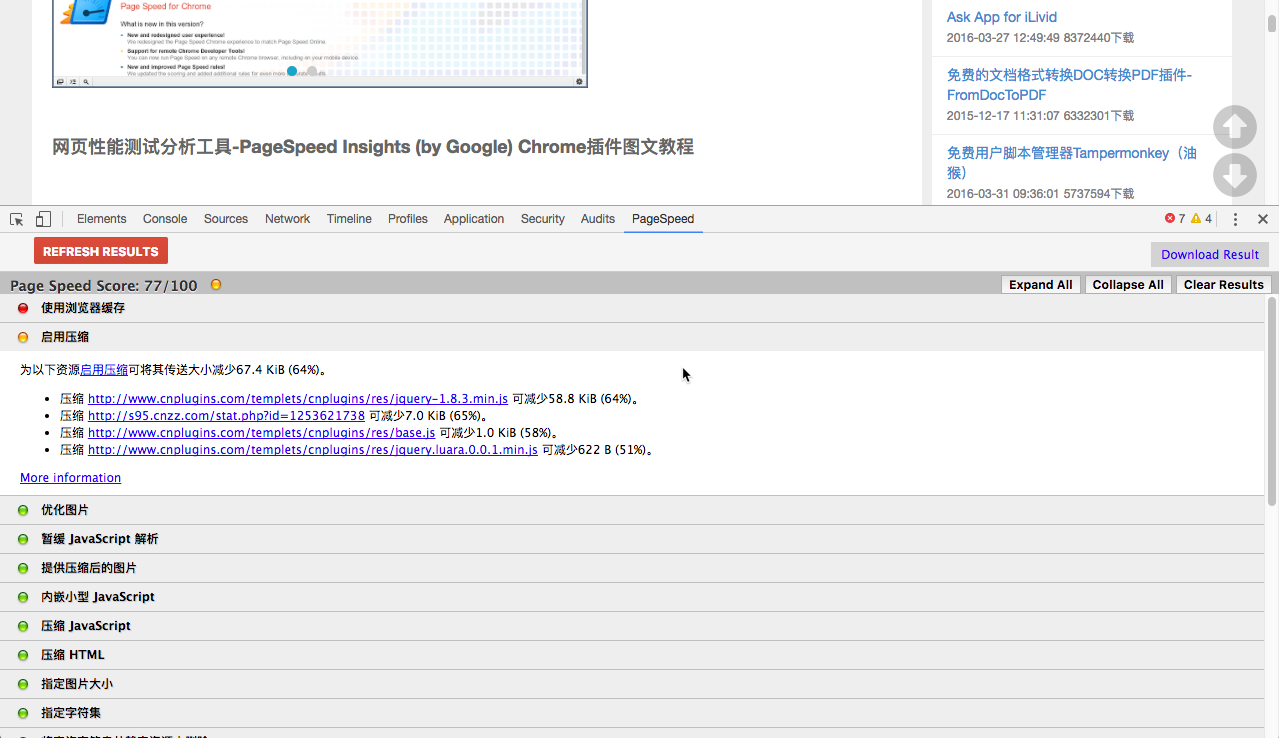 Page Speed for Chrome
What is new in this version?
New and redesigned user experience!
We redesigned the Page Speed Chrome experience to match Page Speed Online.
Support for remote Chrome Developer Tools!
You can now run Page Speed on any remote Chrome browser, including on your mobile device.
New and improved Page Speed rules!
We updated the scoring and added additional rules for even more
网页性能测试分析工具-PageSpeed Insights (by Google) Chrome插件图文教程
Ask App for iLivid
2016-03-27 12:49:49 8372440下载
免费的文档格式转换DOC转换PDF插件-
FromDocToPDF
2015-12-17 11:31:07 6332301下载
免费用户脚本管理器Tampermonkey（油
猴）
2016-03-31 09:36:01 5737594下载
Elements Console Sources Network Timeline Profiles Application Security Audits PageSpeed 7 4
REFRESH RESULTS
Download Result
Page Speed Score: 77/100
Expand All Collapse All Clear Results
使用浏览器缓存
启用压缩
为以下资源启用压缩可将其传送大小减少67.4 KiB (64%)。
压缩 http://www.cnplugins.com/templets/cnplugins/res/jquery-1.8.3.min.js 可减少58.8 KiB (64%)。
压缩 http://s95.cnzz.com/stat.php?id=1253621738 可减少7.0 KiB (65%)。
压缩 http://www.cnplugins.com/templets/cnplugins/res/base.js 可减少1.0 KiB (58%)。
压缩 http://www.cnplugins.com/templets/cnplugins/res/jquery.luara.0.0.1.min.js 可减少622 B (51%)。
More information
优化图片
暂缓 JavaScript 解析
提供压缩后的图片
内嵌小型 JavaScript
压缩 JavaScript
压缩 HTML
指定图片大小
指定字符集